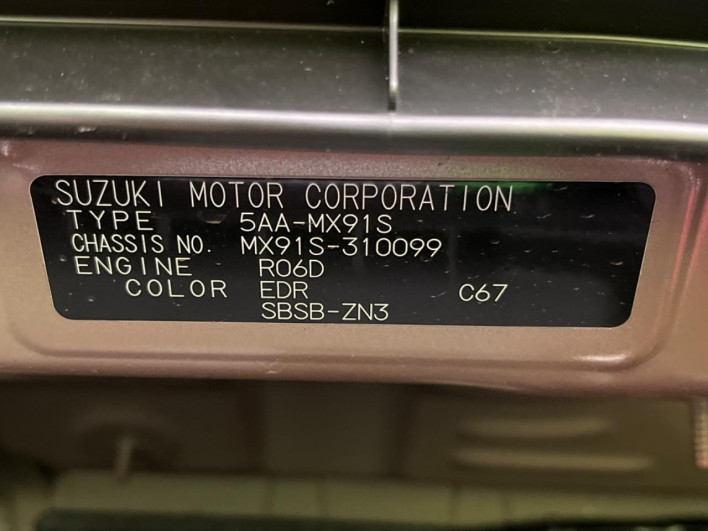 SUZUKI MOTOR CORPORATION
TYPE 5AA-MX91S
CHASSIS NO. MX91S-310099
ENGINE R06D
COLOR EDR C67
SBSB-ZN3